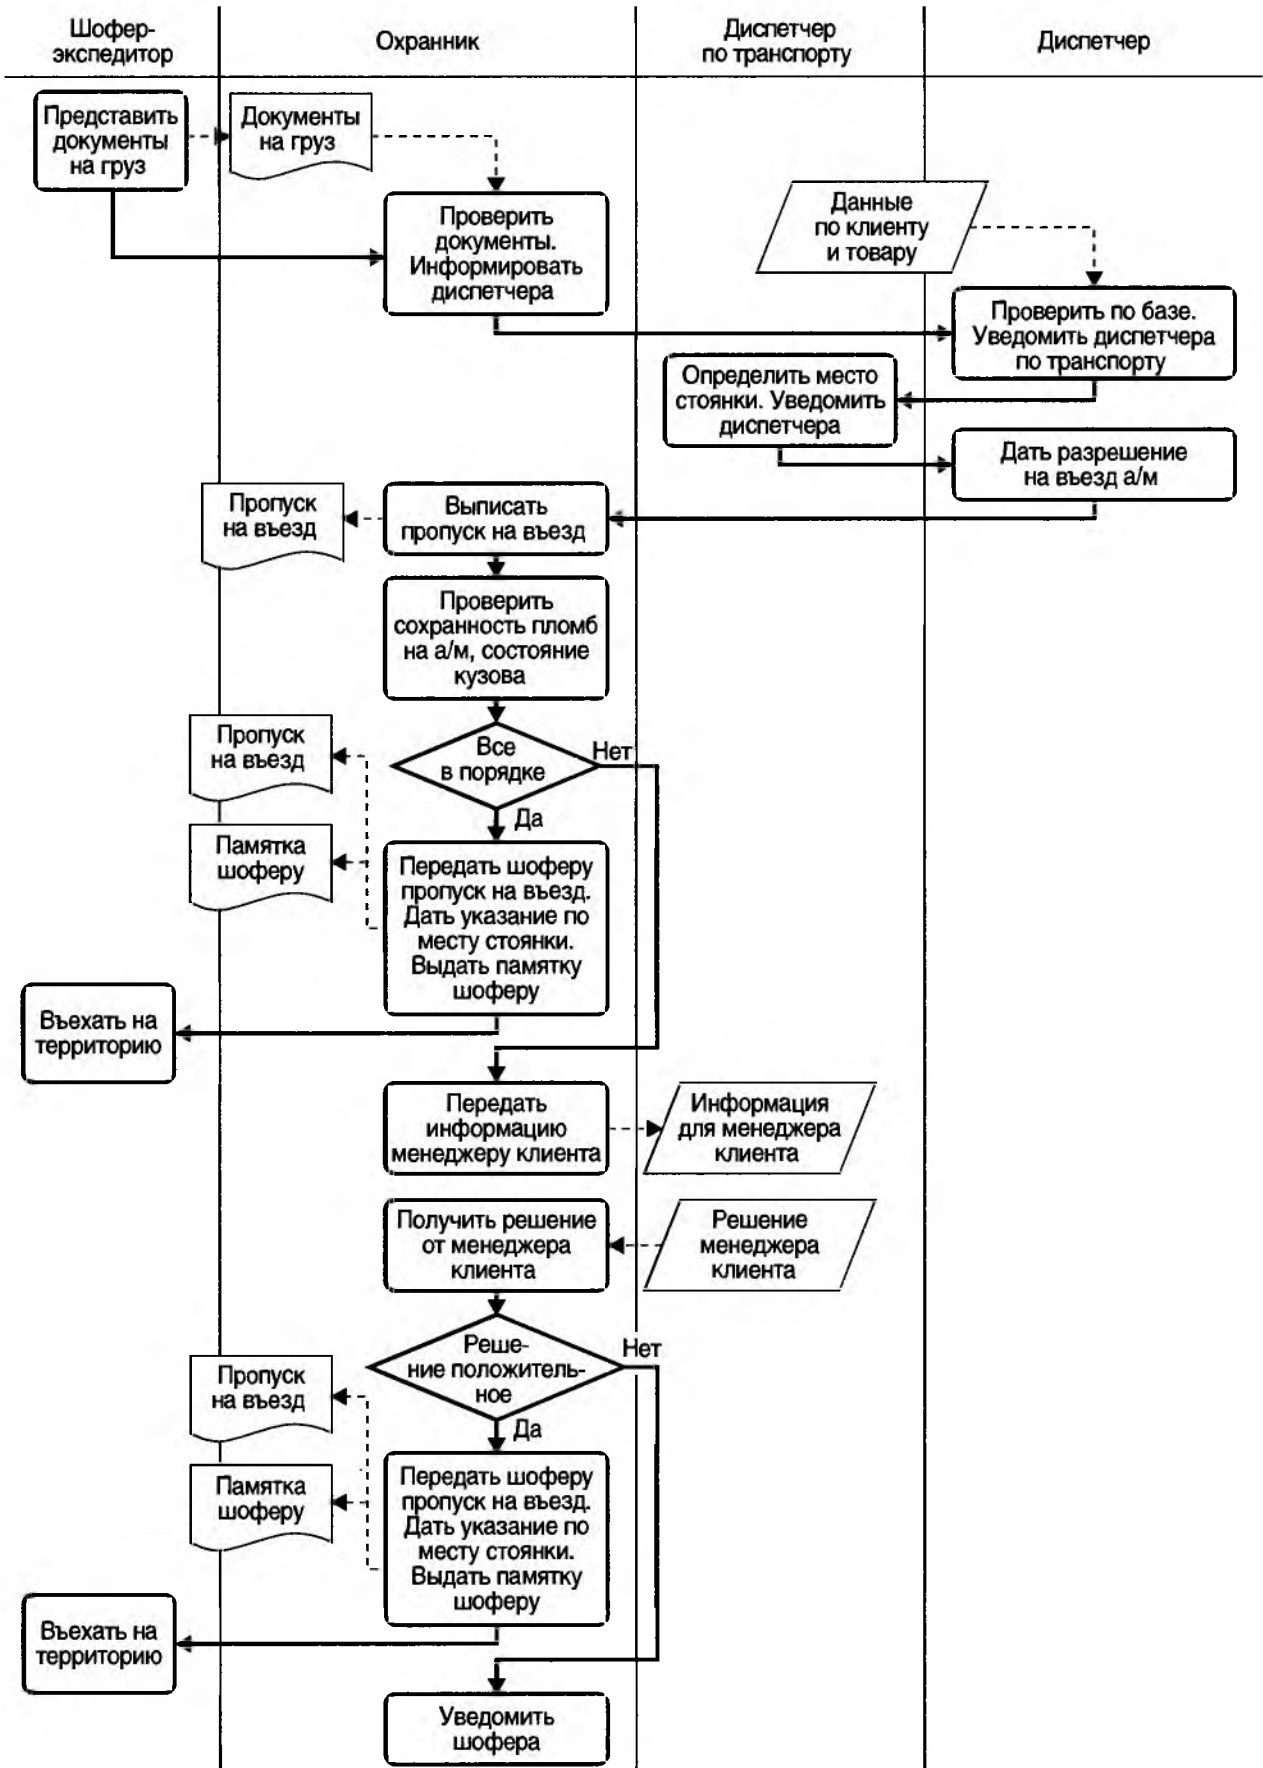 Шофер-
экспедитор
Охранник
Диспетчер
по транспорту
Диспетчер
Представить
документы
на груз
Документы
на груз
Проверить
документы.
Информировать
диспетчера
Данные
по клиенту
и товару
Проверить по базе.
Уведомить диспетчера
по транспорту
Определить место
стоянки. Уведомить
диспетчера
Дать разрешение
на въезд а/м
Пропуск
на въезд
Выписать
пропуск на въезд
Проверить
сохранность пломб
на а/м, состояние
кузова
Пропуск
на въезд
Все
в порядке
Нет
Да
Памятка
шоферу
Передать шоферу
пропуск на въезд.
Дать указание по
месту стоянки.
Выдать памятку
шоферу
Въехать на
территорию
Передать
информацию
менеджеру клиента
Информация
для менеджера
клиента
Получить решение
от менеджера
клиента
Решение
менеджера
клиента
Реше-
ние положитель-
ное
Нет
Да
Пропуск
на въезд
Памятка
шоферу
Передать шоферу
пропуск на въезд.
Дать указание по
месту стоянки.
Выдать памятку
шоферу
Въехать на
территорию
Уведомить
шофера